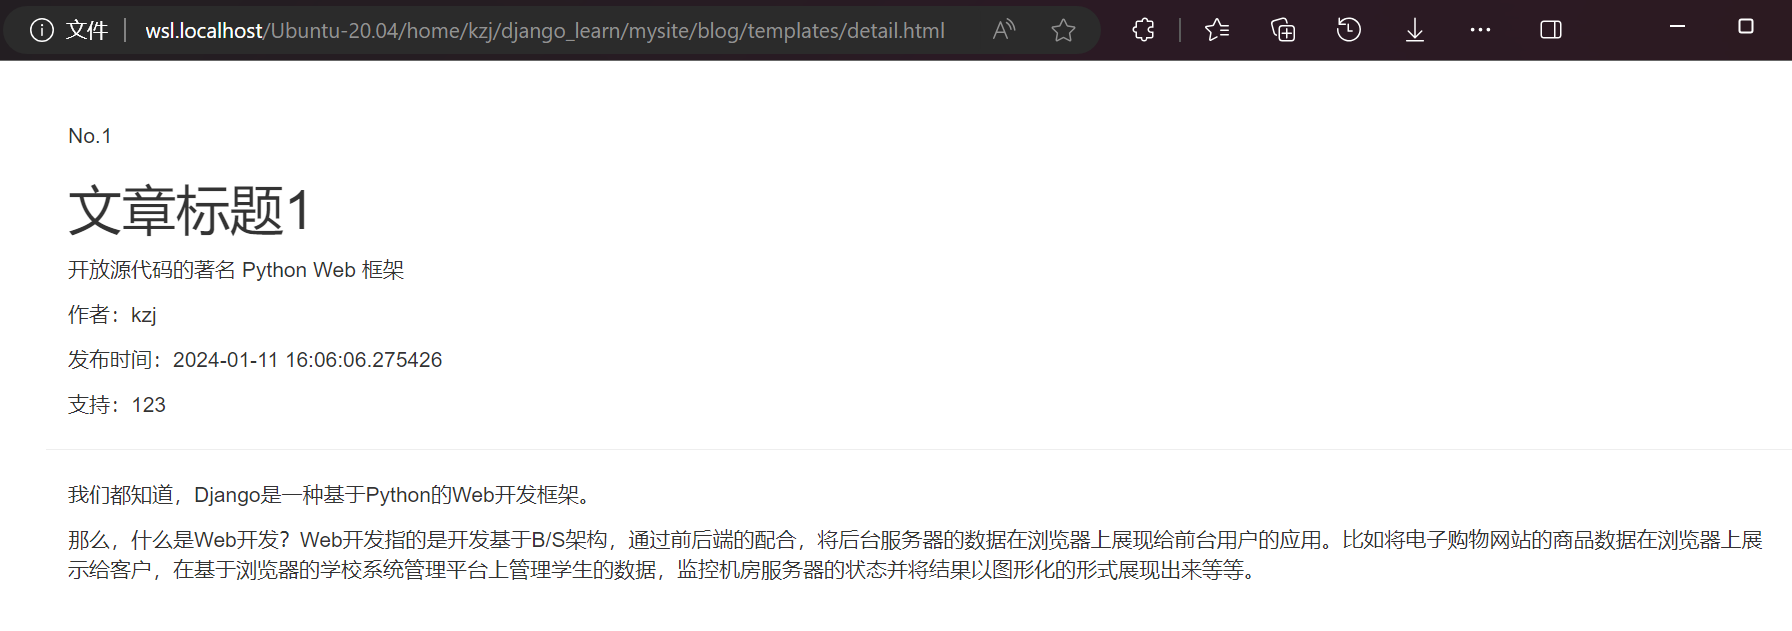 文件 wsl.localhost/Ubuntu-20.04/home/kzj/django_learn/mysite/blog/templates/detail.html
No.1
文章标题1
开放源代码的著名 Python Web 框架
作者：kzj
发布时间：2024-01-11 16:06:06.275426
支持：123
我们都知道，Django是一种基于Python的Web开发框架。
那么，什么是Web开发？Web开发指的是开发基于B/S架构，通过前后端的配合，将后台服务器的数据在浏览器上展现给前台用户的应用。比如将电子购物网站的商品数据在浏览器上展
示给客户，在基于浏览器的学校系统管理平台上管理学生的数据，监控机房服务器的状态并将结果以图形化的形式展现出来等等。